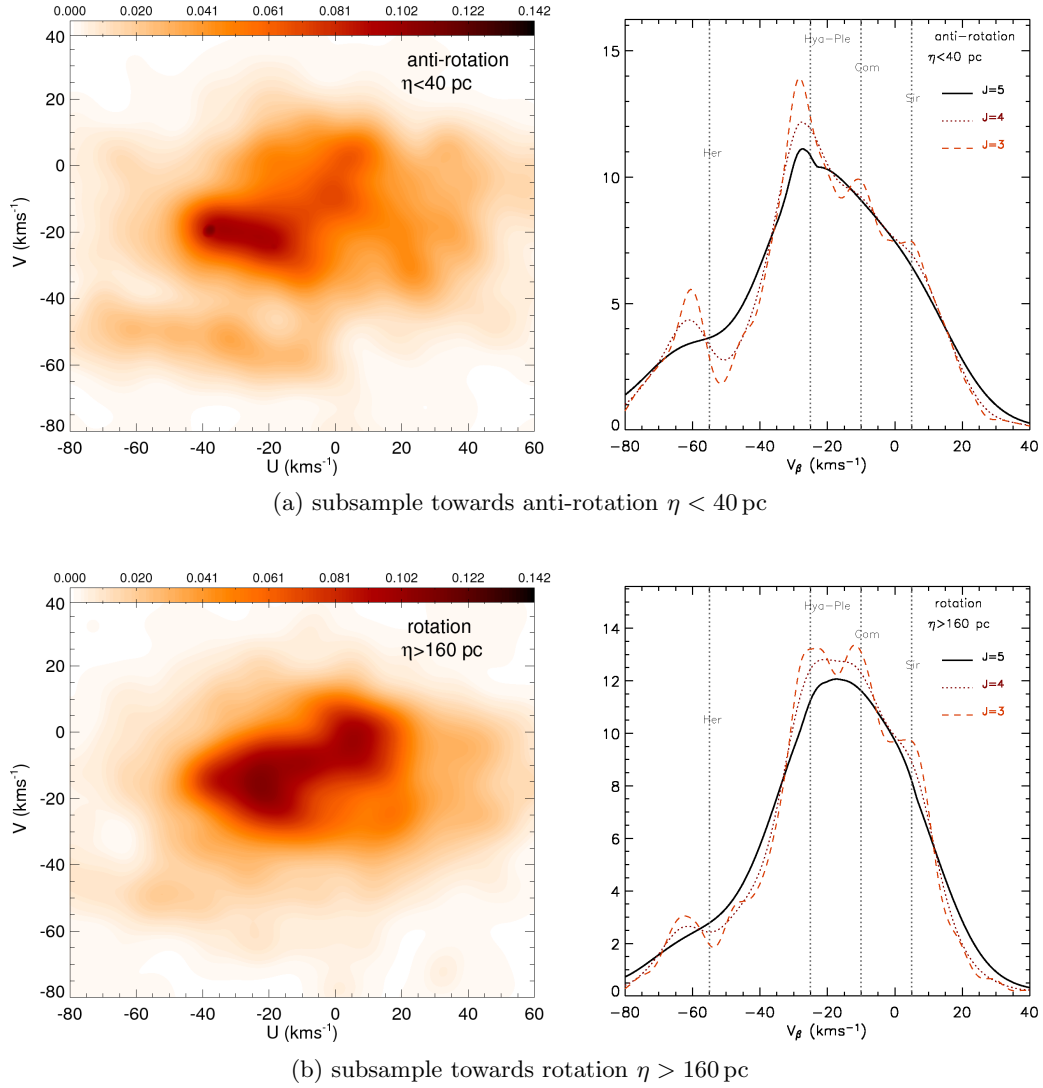 0.000 0.020 0.041 0.061 0.081 0.102 0.122 0.142
40
20
0
-20
-40
-60
-80
V (kms-1)
anti-rotation
η<40 pc
-80 -60 -40 -20 0 20 40 60
U (kms-1)
15
10
5
0
Her
Hya-Ple
Com
Sir
anti-rotation
η<40 pc
J=5
J=4
J=3
-80 -60 -40 -20 0 20 40
Vβ (kms-1)
(a) subsample towards anti-rotation η < 40 pc
0.000 0.020 0.041 0.061 0.081 0.102 0.122 0.142
40
20
0
-20
-40
-60
-80
V (kms-1)
rotation
η>160 pc
-80 -60 -40 -20 0 20 40 60
U (kms-1)
14
12
10
8
6
4
2
0
Her
Hya-Ple
Com
Sir
rotation
η>160 pc
J=5
J=4
J=3
-80 -60 -40 -20 0 20 40
Vβ (kms-1)
(b) subsample towards rotation η > 160 pc